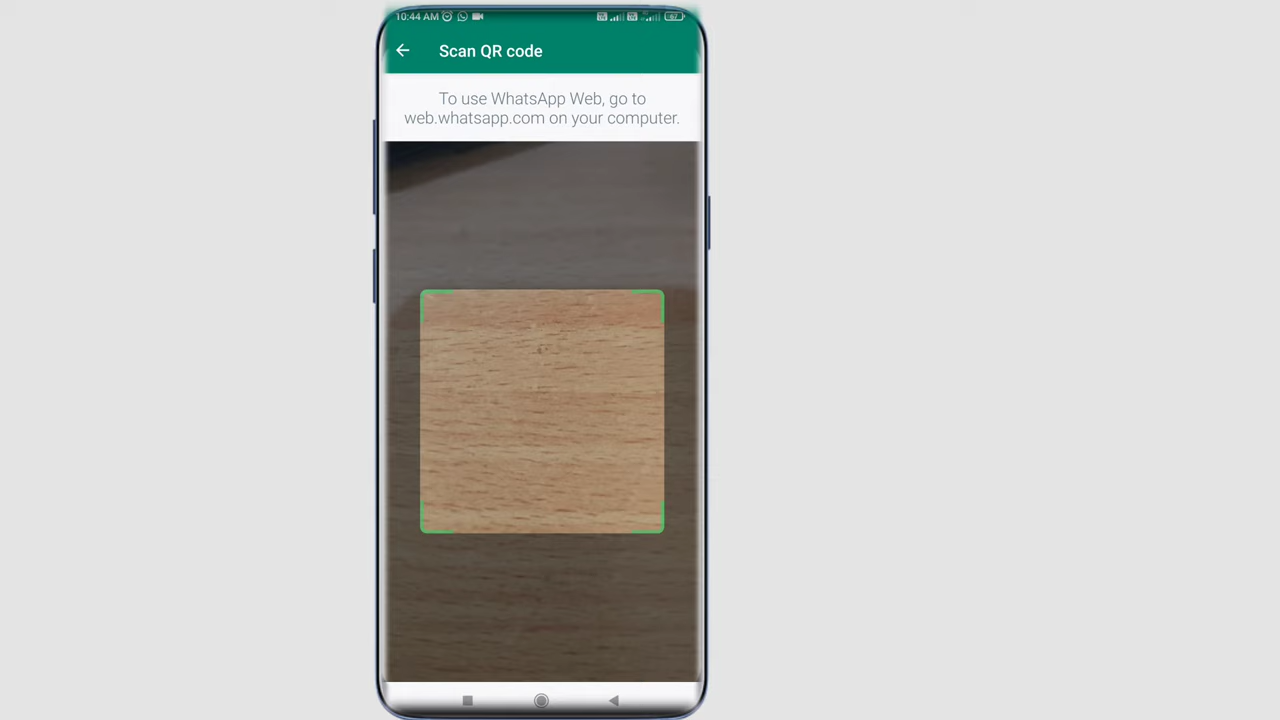 10:44 AM
Scan QR code
To use WhatsApp Web, go to
web.whatsapp.com on your computer.